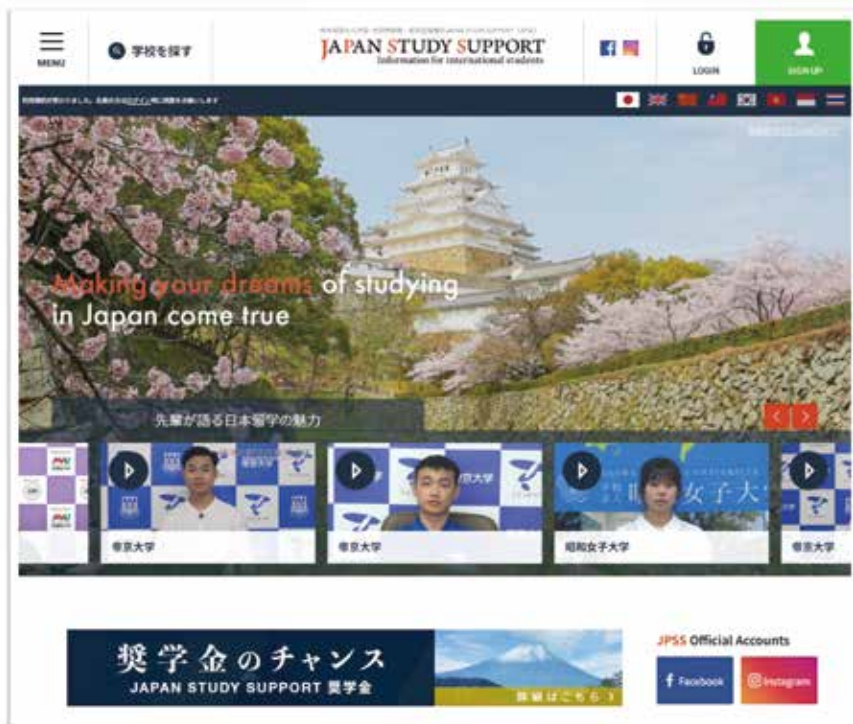 MENU
学校を探す
JAPAN STUDY SUPPORT
Information for international students
LOGIN
SIGN UP
Making your dreams of studying
in Japan come true
先輩が語る日本留学の魅力
帝京大学
帝京大学
昭和女子大学
帝京大学
奨学金のチャンス
JAPAN STUDY SUPPORT 奨学金
詳細はこちら
JPSS Official Accounts
Facebook
Instagram